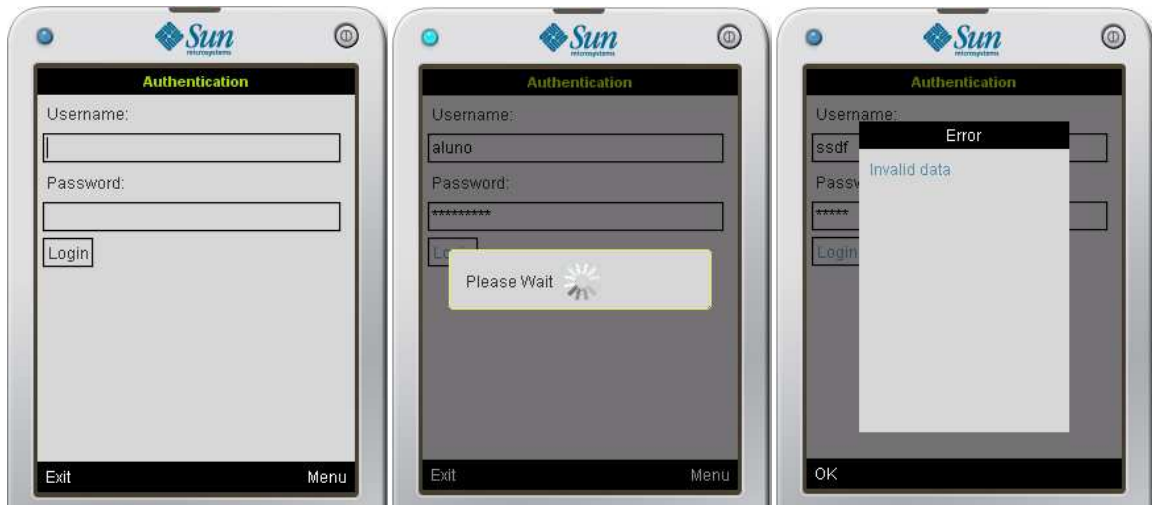 Sun
microsystems
Authentication
Username:
Password:
Login
Exit Menu
Sun
microsystems
Authentication
Username:
aluno
Password:
*********
Please Wait
Exit Menu
Sun
microsystems
Authentication
Username:
ssdf
Error
Invalid data
*****
Login
OK